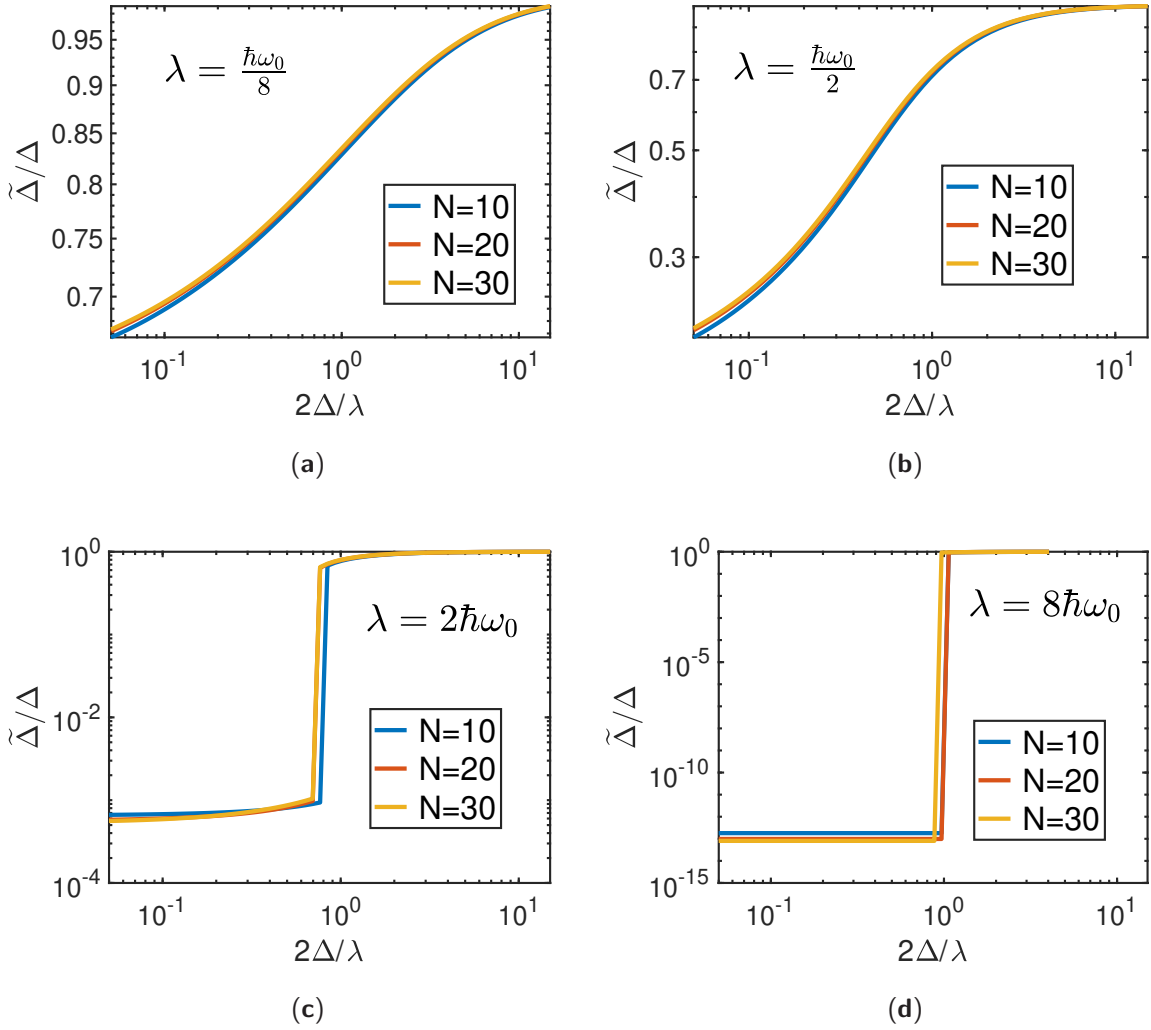 0.95
0.9
0.85
0.8
0.75
0.7
Δ̃/Δ
λ = ħω₀/8
N=10
N=20
N=30
10⁻¹ 10⁰ 10¹
2Δ/λ
(a)
0.7
0.5
0.3
Δ̃/Δ
λ = ħω₀/2
N=10
N=20
N=30
10⁻¹ 10⁰ 10¹
2Δ/λ
(b)
10⁰
10⁻²
10⁻⁴
Δ̃/Δ
λ = 2ħω₀
N=10
N=20
N=30
10⁻¹ 10⁰ 10¹
2Δ/λ
(c)
10⁰
10⁻⁵
10⁻¹⁰
10⁻¹⁵
Δ̃/Δ
λ = 8ħω₀
N=10
N=20
N=30
10⁻¹ 10⁰ 10¹
2Δ/λ
(d)